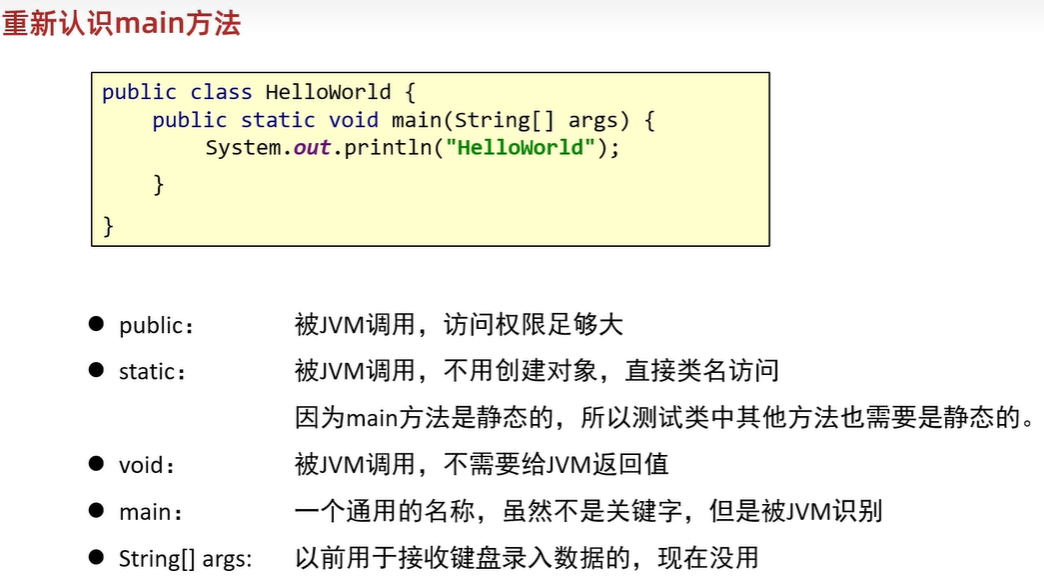 重新认识main方法
public class HelloWorld {
public static void main(String[] args) {
System.out.println("HelloWorld");
}
}
● public： 被JVM调用，访问权限足够大
● static： 被JVM调用，不用创建对象，直接类名访问
因为main方法是静态的，所以测试类中其他方法也需要是静态的。
● void： 被JVM调用，不需要给JVM返回值
● main： 一个通用的名称，虽然不是关键字，但是被JVM识别
● String[] args: 以前用于接收键盘录入数据的，现在没用